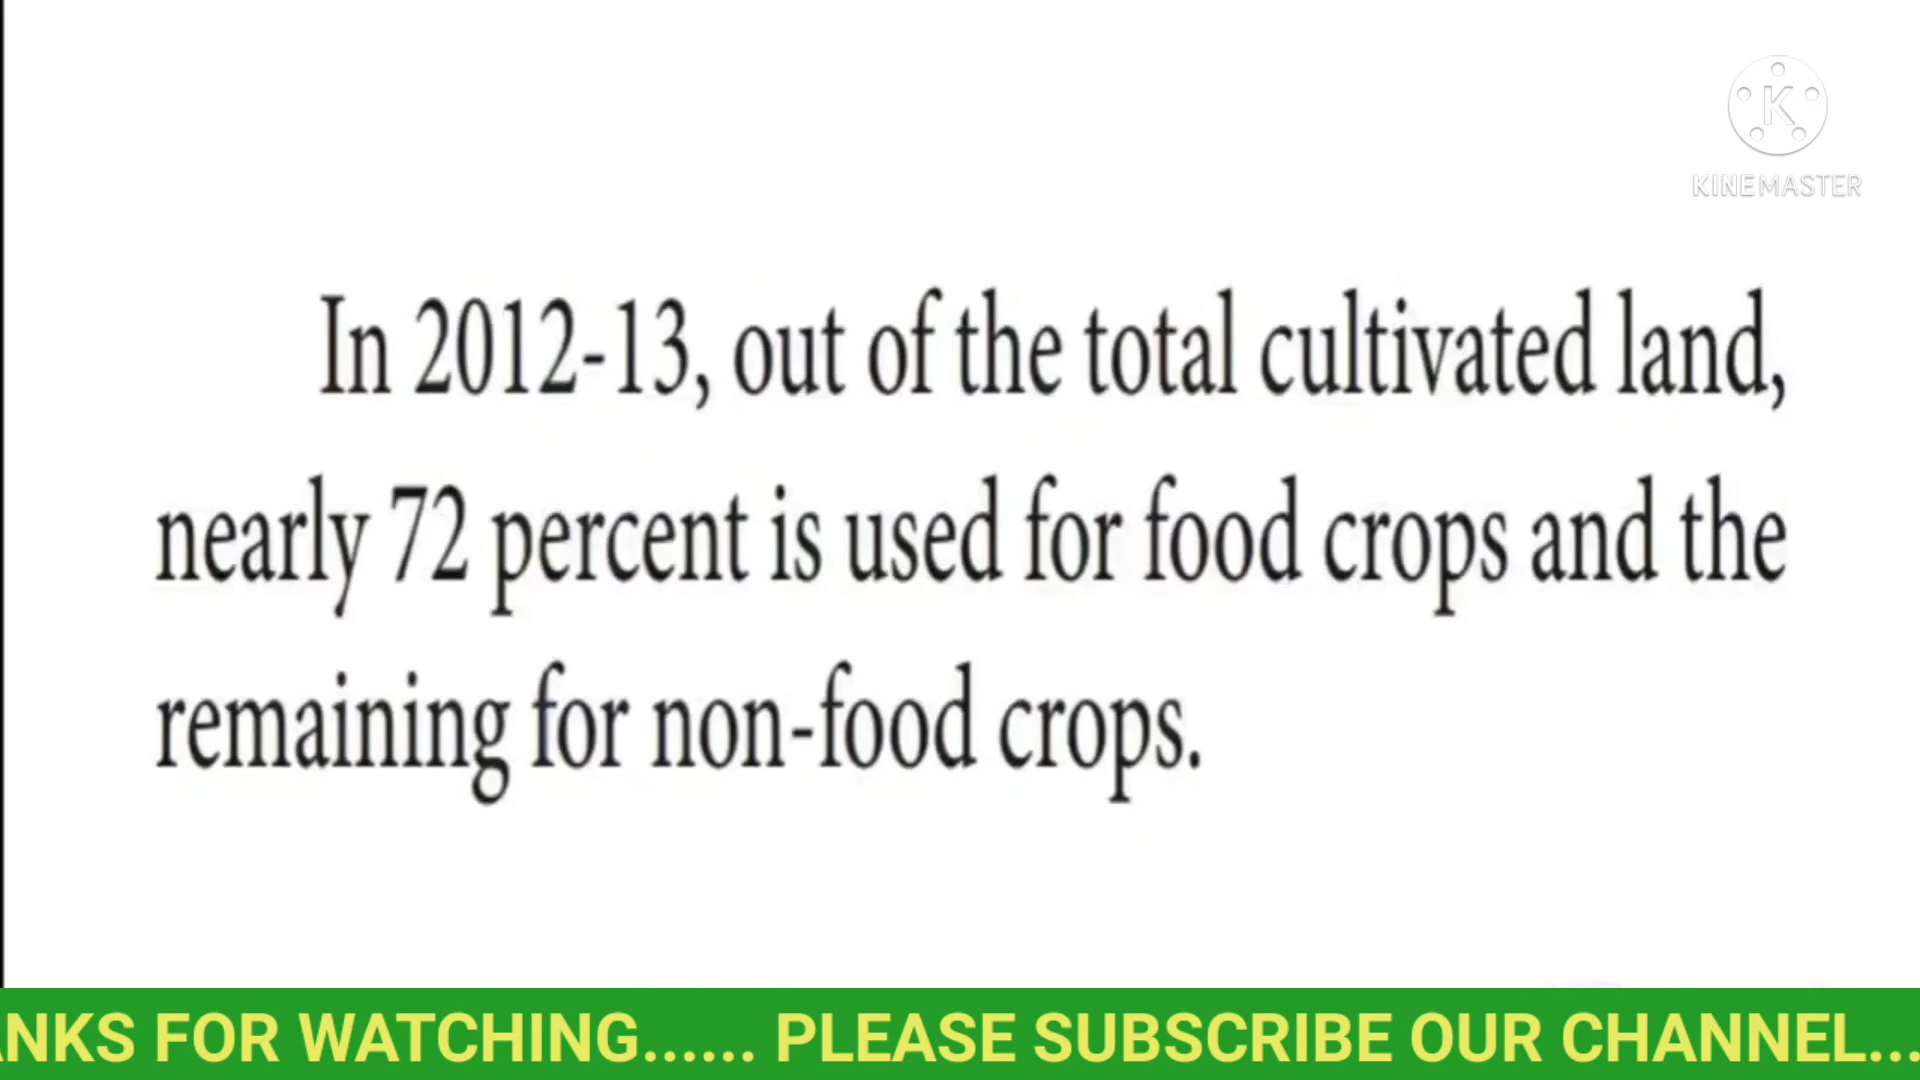 KINEMASTER
In 2012-13, out of the total cultivated land,
nearly 72 percent is used for food crops and the
remaining for non-food crops.
ANKS FOR WATCHING...... PLEASE SUBSCRIBE OUR CHANNEL...